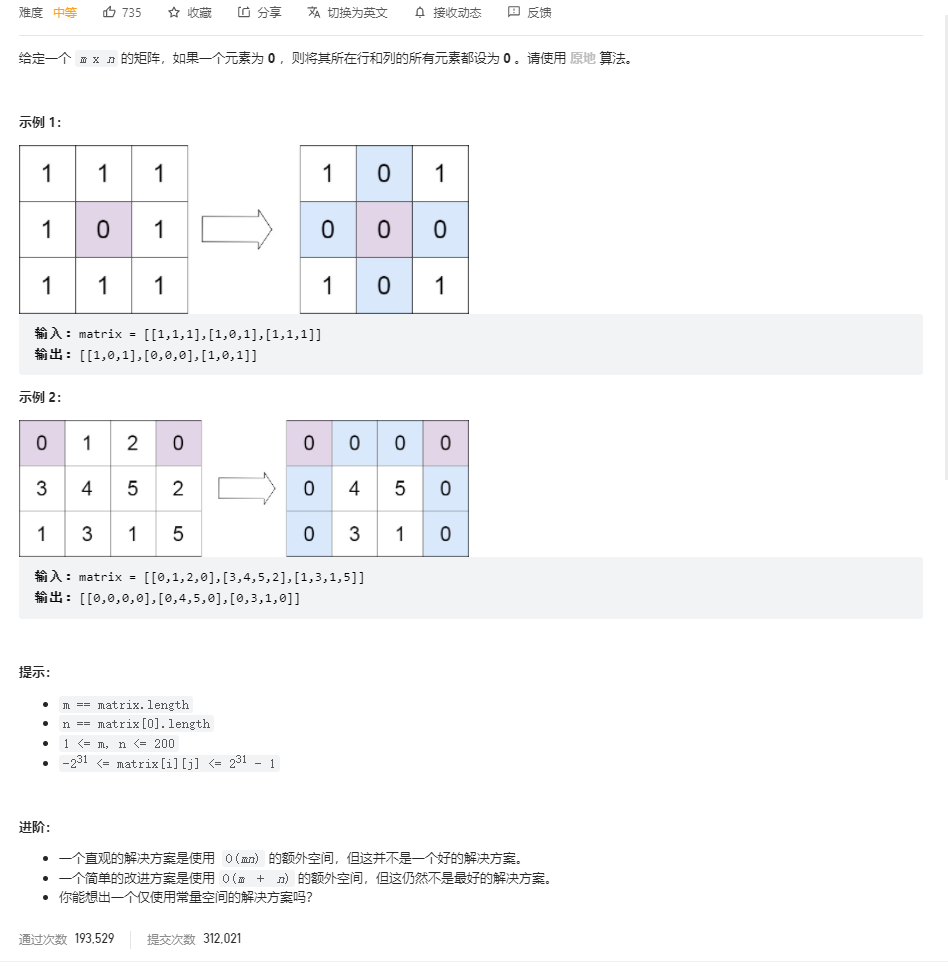 难度 中等 735 收藏 分享 切换为英文 接收动态 反馈
给定一个 m x n 的矩阵，如果一个元素为 0 ，则将其所在行和列的所有元素都设为 0 。请使用 原地 算法。
示例 1：
1 1 1 1 0 1
1 0 1 0 0 0
1 1 1 1 0 1
输入：matrix = [[1,1,1],[1,0,1],[1,1,1]]
输出：[[1,0,1],[0,0,0],[1,0,1]]
示例 2：
0 1 2 0 0 0 0 0
3 4 5 2 0 4 5 0
1 3 1 5 0 3 1 0
输入：matrix = [[0,1,2,0],[3,4,5,2],[1,3,1,5]]
输出：[[0,0,0,0],[0,4,5,0],[0,3,1,0]]
提示：
m == matrix.length
n == matrix[0].length
1 <= m, n <= 200
-2^31 <= matrix[i][j] <= 2^31 - 1
进阶：
一个直观的解决方案是使用 O(mn) 的额外空间，但这并不是一个好的解决方案。
一个简单的改进方案是使用 O(m + n) 的额外空间，但这仍然不是最好的解决方案。
你能想出一个仅使用常量空间的解决方案吗？
通过次数 193,529 提交次数 312,021